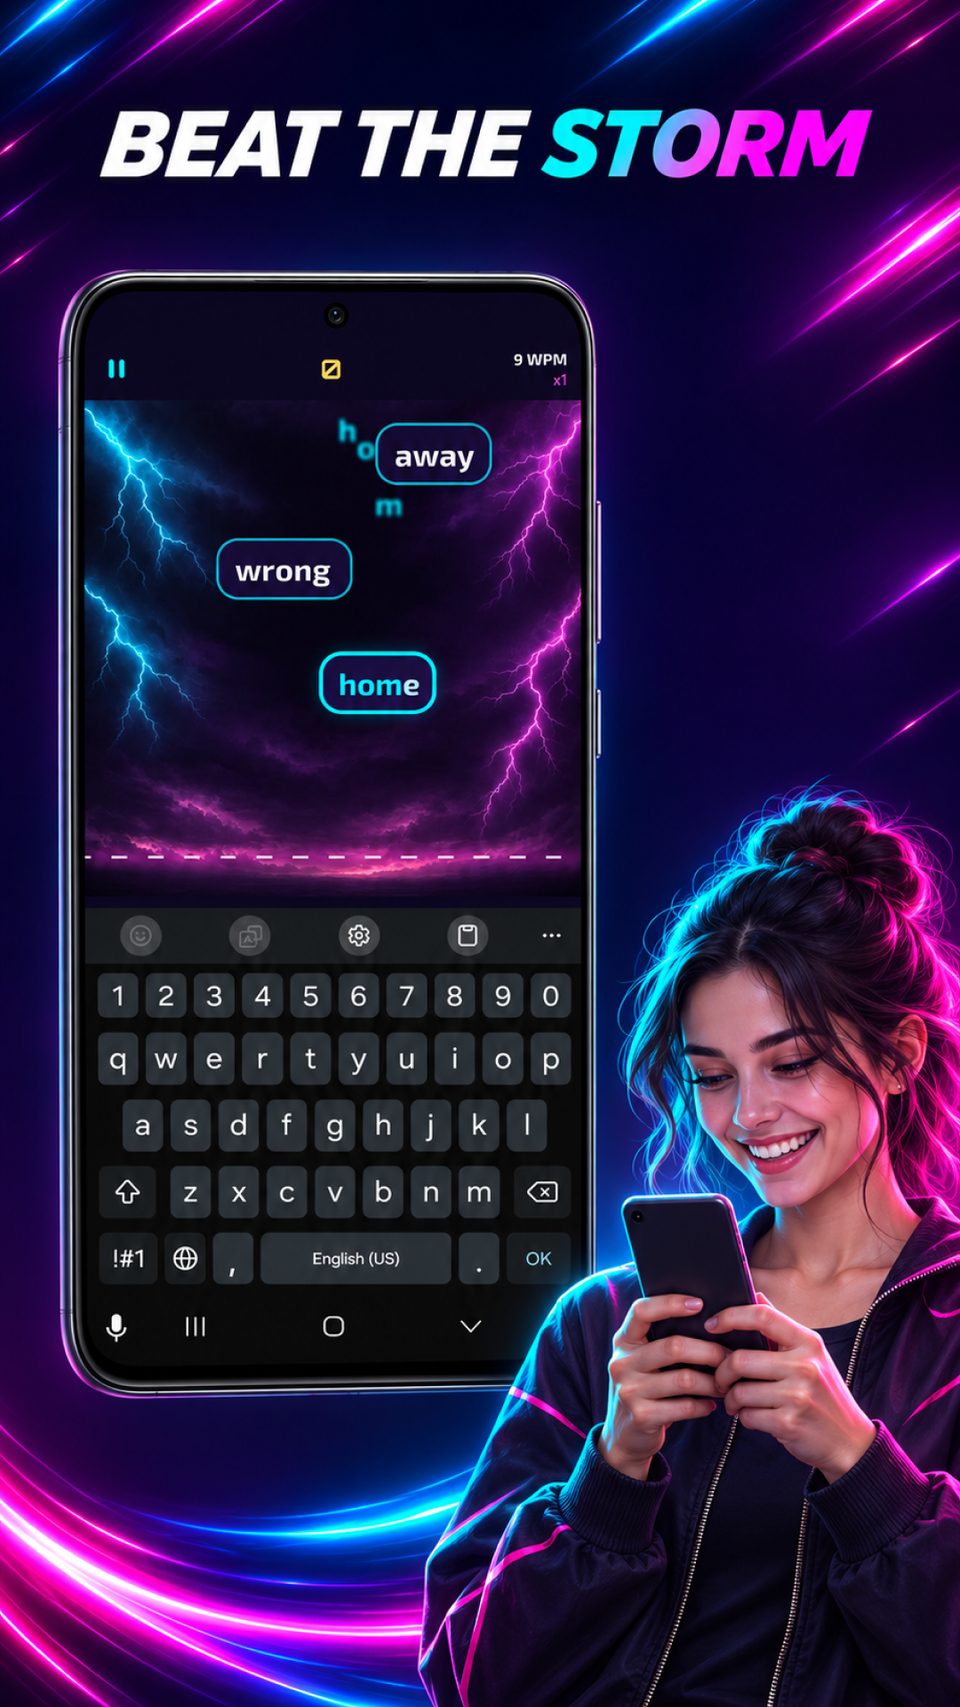 BEAT THE STORM
9 WPM
x1
h
o
away
m
wrong
home
1 2 3 4 5 6 7 8 9 0
q w e r t y u i o p
a s d f g h j k l
z x c v b n m
!#1 , English (US) . OK